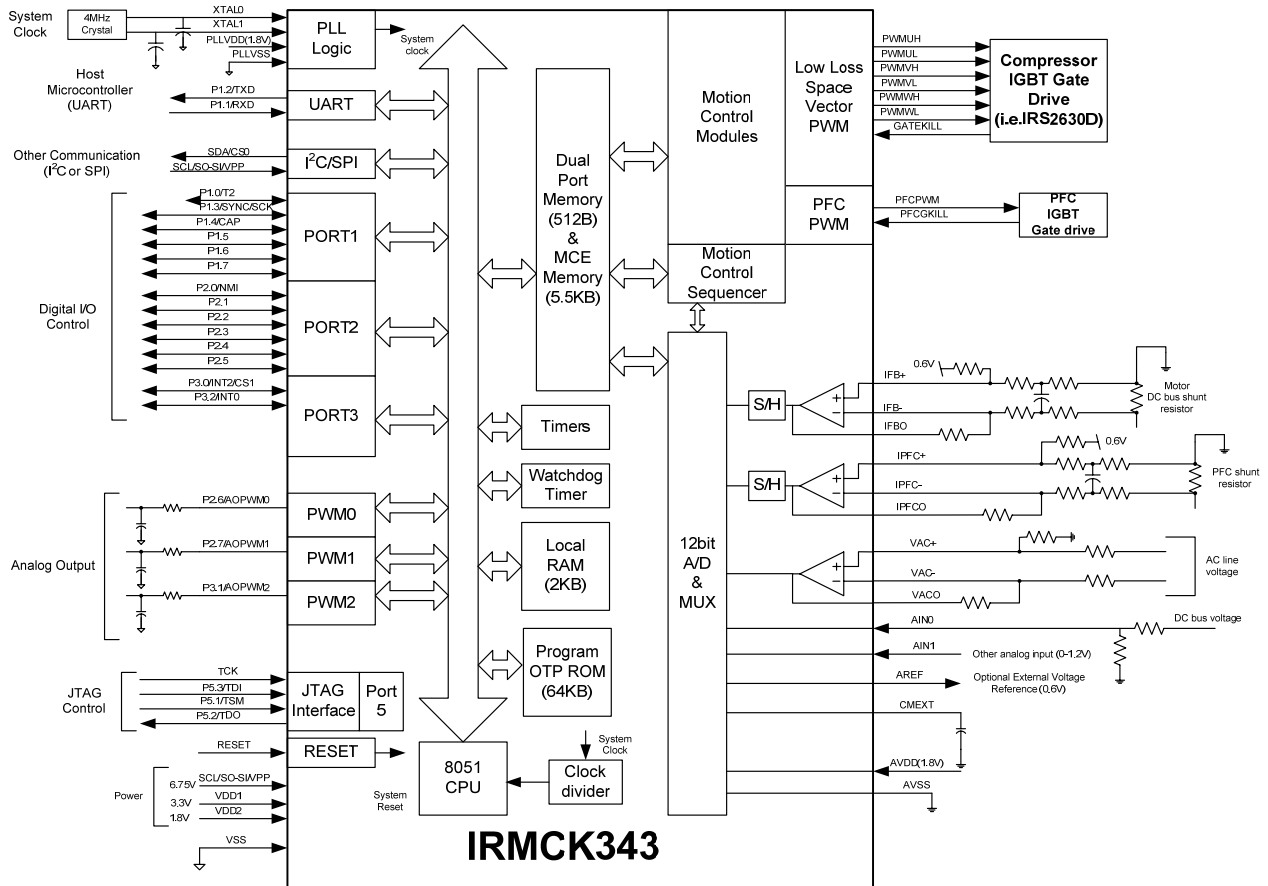 System
Clock
4MHz
Crystal
XTAL0
XTAL1
PLLVDD(1.8V)
PLLVSS
PLL
Logic
System
clock
Host
Microcontroller
(UART)
P1.2/TXD
P1.1/RXD
UART
Other Communication
(I²C or SPI)
SDA/CS0
SCL/SO-SI/VPP
I²C/SPI
Digital I/O
Control
P1.0/T2
P1.3/SYNC/SCK
P1.4/CAP
P1.5
P1.6
P1.7
PORT1
P2.0/NMI
P2.1
P2.2
P2.3
P2.4
P2.5
PORT2
P3.0/INT2/CS1
P3.2/INT0
PORT3
Analog Output
P2.6/AOPWM0
P2.7/AOPWM1
P3.1/AOPWM2
PWM0
PWM1
PWM2
JTAG
Control
TCK
P5.3/TDI
P5.1/TSM
P5.2/TDO
JTAG
Interface
Port
5
RESET
RESET
System
Reset
Power
6.75V
SCL/SO-SI/VPP
3.3V
VDD1
1.8V
VDD2
VSS
8051
CPU
System
Clock
Clock
divider
Dual
Port
Memory
(512B)
&
MCE
Memory
(5.5KB)
Timers
Watchdog
Timer
Local
RAM
(2KB)
Program
OTP ROM
(64KB)
Motion
Control
Modules
Motion
Control
Sequencer
Low Loss
Space
Vector
PWM
PFC
PWM
PWMUH
PWMUL
PWMVH
PWMVL
PWMWH
PWMWL
GATEKILL
Compressor
IGBT Gate
Drive
(i.e.IRS2630D)
PFCPWM
PFCGKILL
PFC
IGBT
Gate drive
12bit
A/D
&
MUX
S/H
+
−
IFB+
IFB-
IFBO
0.6V
Motor
DC bus shunt
resistor
S/H
+
−
IPFC+
IPFC-
IPFCO
0.6V
PFC shunt
resistor
+
−
VAC+
VAC-
VACO
AC line
voltage
AIN0
DC bus voltage
AIN1
Other analog input (0-1.2V)
AREF
Optional External Voltage
Reference (0.6V)
CMEXT
AVDD(1.8V)
AVSS
IRMCK343